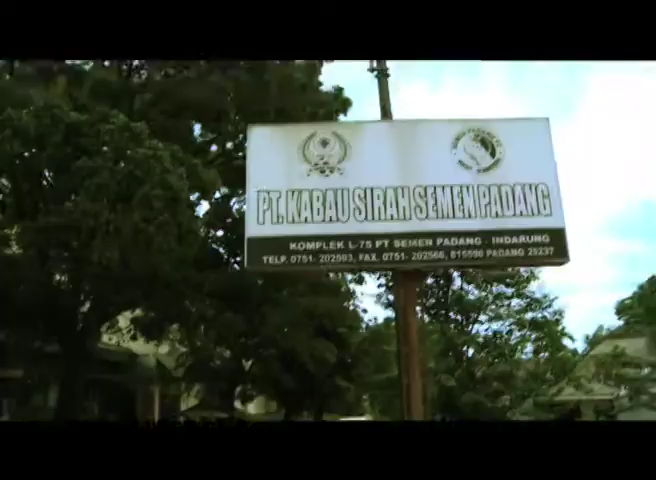 PT. KABAU SIRAH SEMEN PADANG
KOMPLEK L-75 PT SEMEN PADANG - INDARUNG
TELP. 0751- 202593, FAX. 0751- 202566, 815590 PADANG 25237